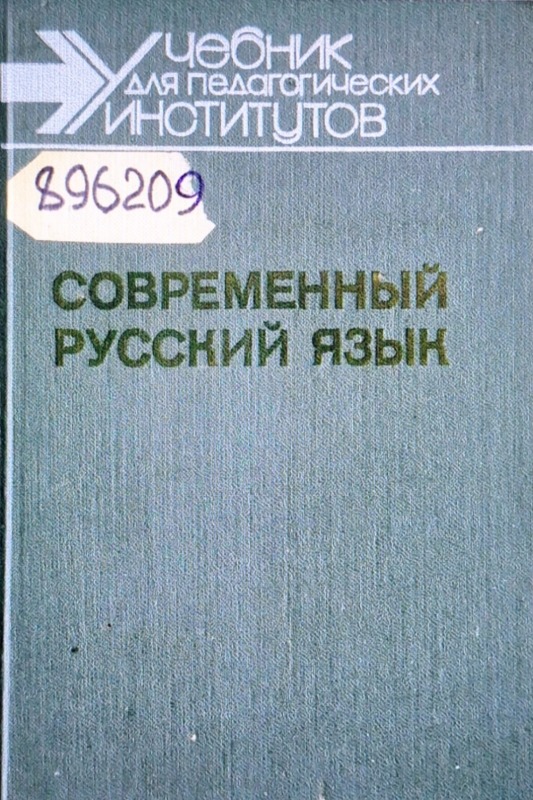 Учебник
для педагогических
институтов
896209
СОВРЕМЕННЫЙ
РУССКИЙ ЯЗЫК